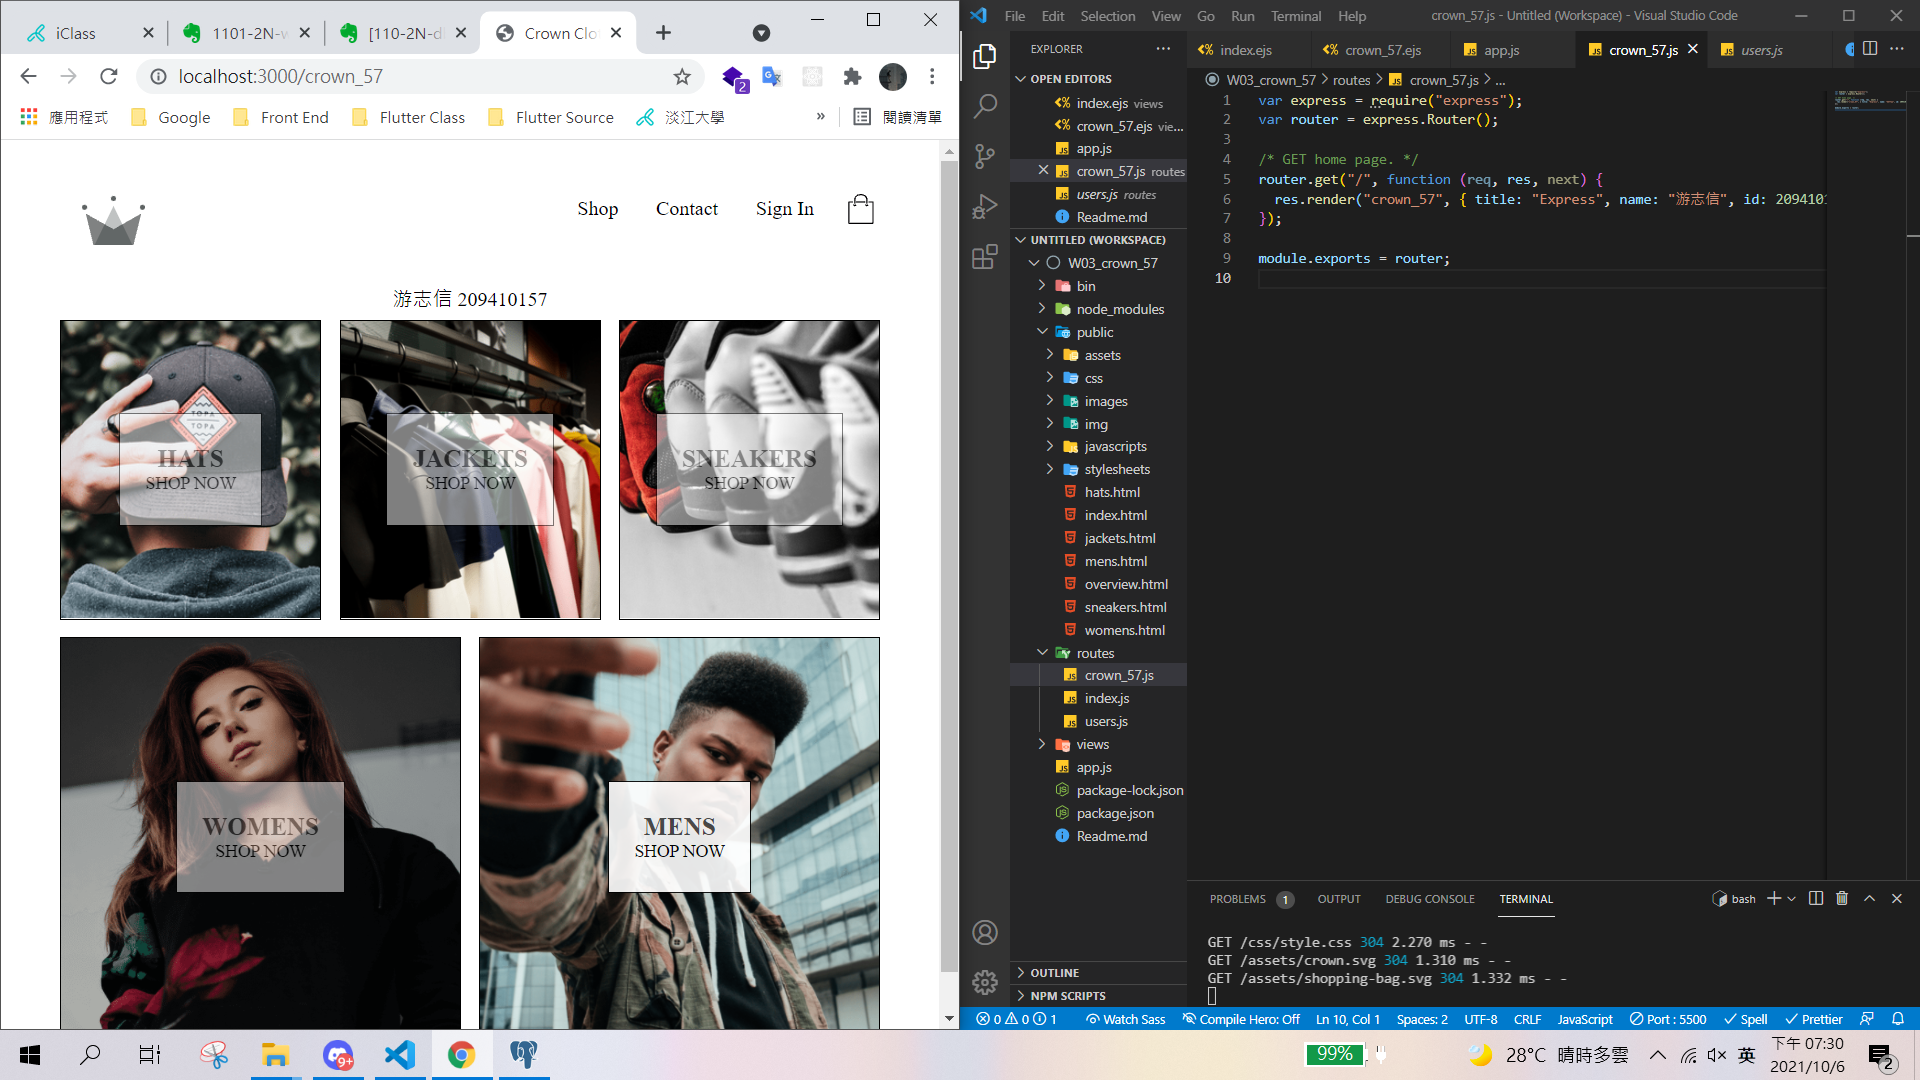 iClass
1101-2N-w
[110-2N-d
Crown Clo
localhost:3000/crown_57
2
應用程式
Google
Front End
Flutter Class
Flutter Source
淡江大學
»
閱讀清單
Shop
Contact
Sign In
游志信 209410157
TOPA
TOPA
HATS
SHOP NOW
JACKETS
SHOP NOW
SNEAKERS
SHOP NOW
WOMENS
SHOP NOW
MENS
SHOP NOW
File Edit Selection View Go Run Terminal Help
crown_57.js - Untitled (Workspace) - Visual Studio Code
EXPLORER
OPEN EDITORS
index.ejs views
crown_57.ejs vie...
app.js
crown_57.js routes
users.js routes
Readme.md
UNTITLED (WORKSPACE)
W03_crown_57
bin
node_modules
public
assets
css
images
img
javascripts
stylesheets
hats.html
index.html
jackets.html
mens.html
overview.html
sneakers.html
womens.html
routes
crown_57.js
index.js
users.js
views
app.js
package-lock.json
package.json
Readme.md
OUTLINE
NPM SCRIPTS
index.ejs
crown_57.ejs
app.js
crown_57.js
users.js
W03_crown_57 > routes > crown_57.js > ...
1 var express = require("express");
2 var router = express.Router();
3
4 /* GET home page. */
5 router.get("/", function (req, res, next) {
6 res.render("crown_57", { title: "Express", name: "游志信", id: 2094101
7 });
8
9 module.exports = router;
10
PROBLEMS 1
OUTPUT
DEBUG CONSOLE
TERMINAL
bash
GET /css/style.css 304 2.270 ms - -
GET /assets/crown.svg 304 1.310 ms - -
GET /assets/shopping-bag.svg 304 1.332 ms - -
0 0 1
Watch Sass
Compile Hero: Off
Ln 10, Col 1
Spaces: 2
UTF-8
CRLF
JavaScript
Port : 5500
Spell
Prettier
9+
99%
28°C 晴時多雲
英
下午 07:30
2021/10/6
2